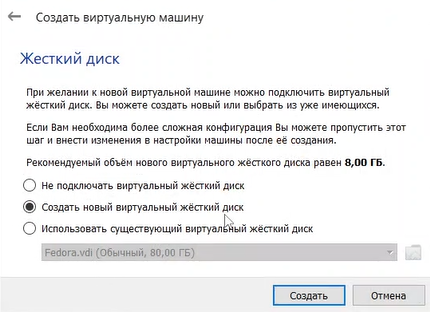 Создать виртуальную машину
Жесткий диск
При желании к новой виртуальной машине можно подключить виртуальный
жёсткий диск. Вы можете создать новый или выбрать из уже имеющихся.
Если Вам необходима более сложная конфигурация Вы можете пропустить этот
шаг и внести изменения в настройки машины после её создания.
Рекомендуемый объём нового виртуального жёсткого диска равен 8,00 ГБ.
Не подключать виртуальный жёсткий диск
Создать новый виртуальный жёсткий диск
Использовать существующий виртуальный жёсткий диск
Fedora.vdi (Обычный, 80,00 ГБ)
Создать
Отмена